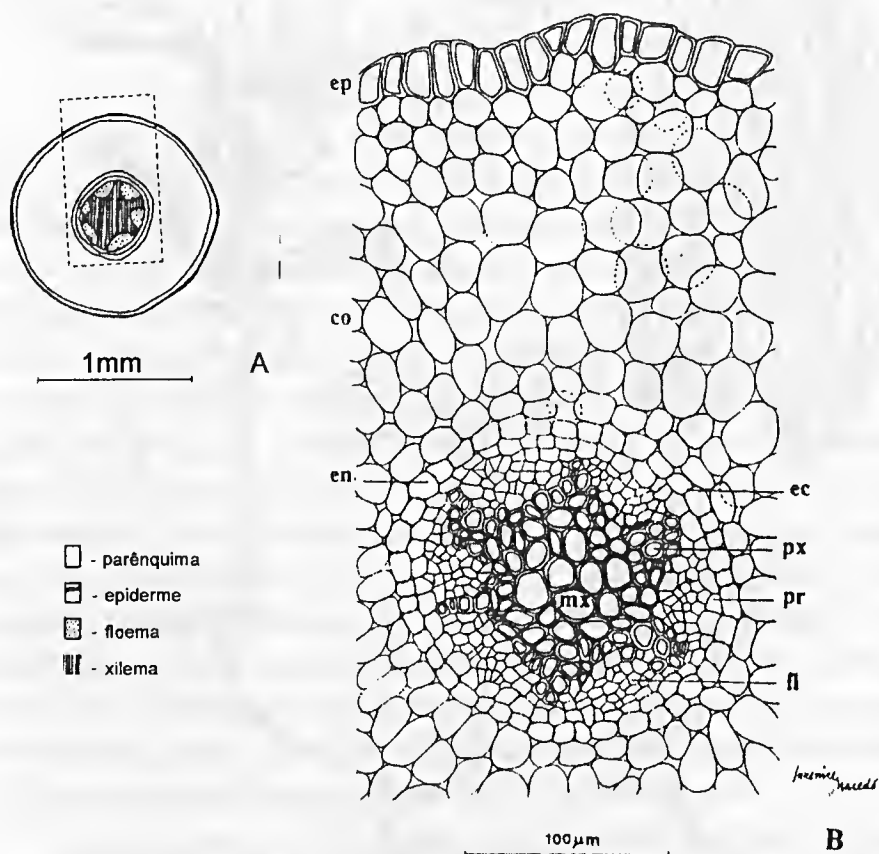 1mm
A
- parênquima
- epiderme
- floema
- xilema
ep
co
en
ec
px
mx
pr
fl
100µm
B